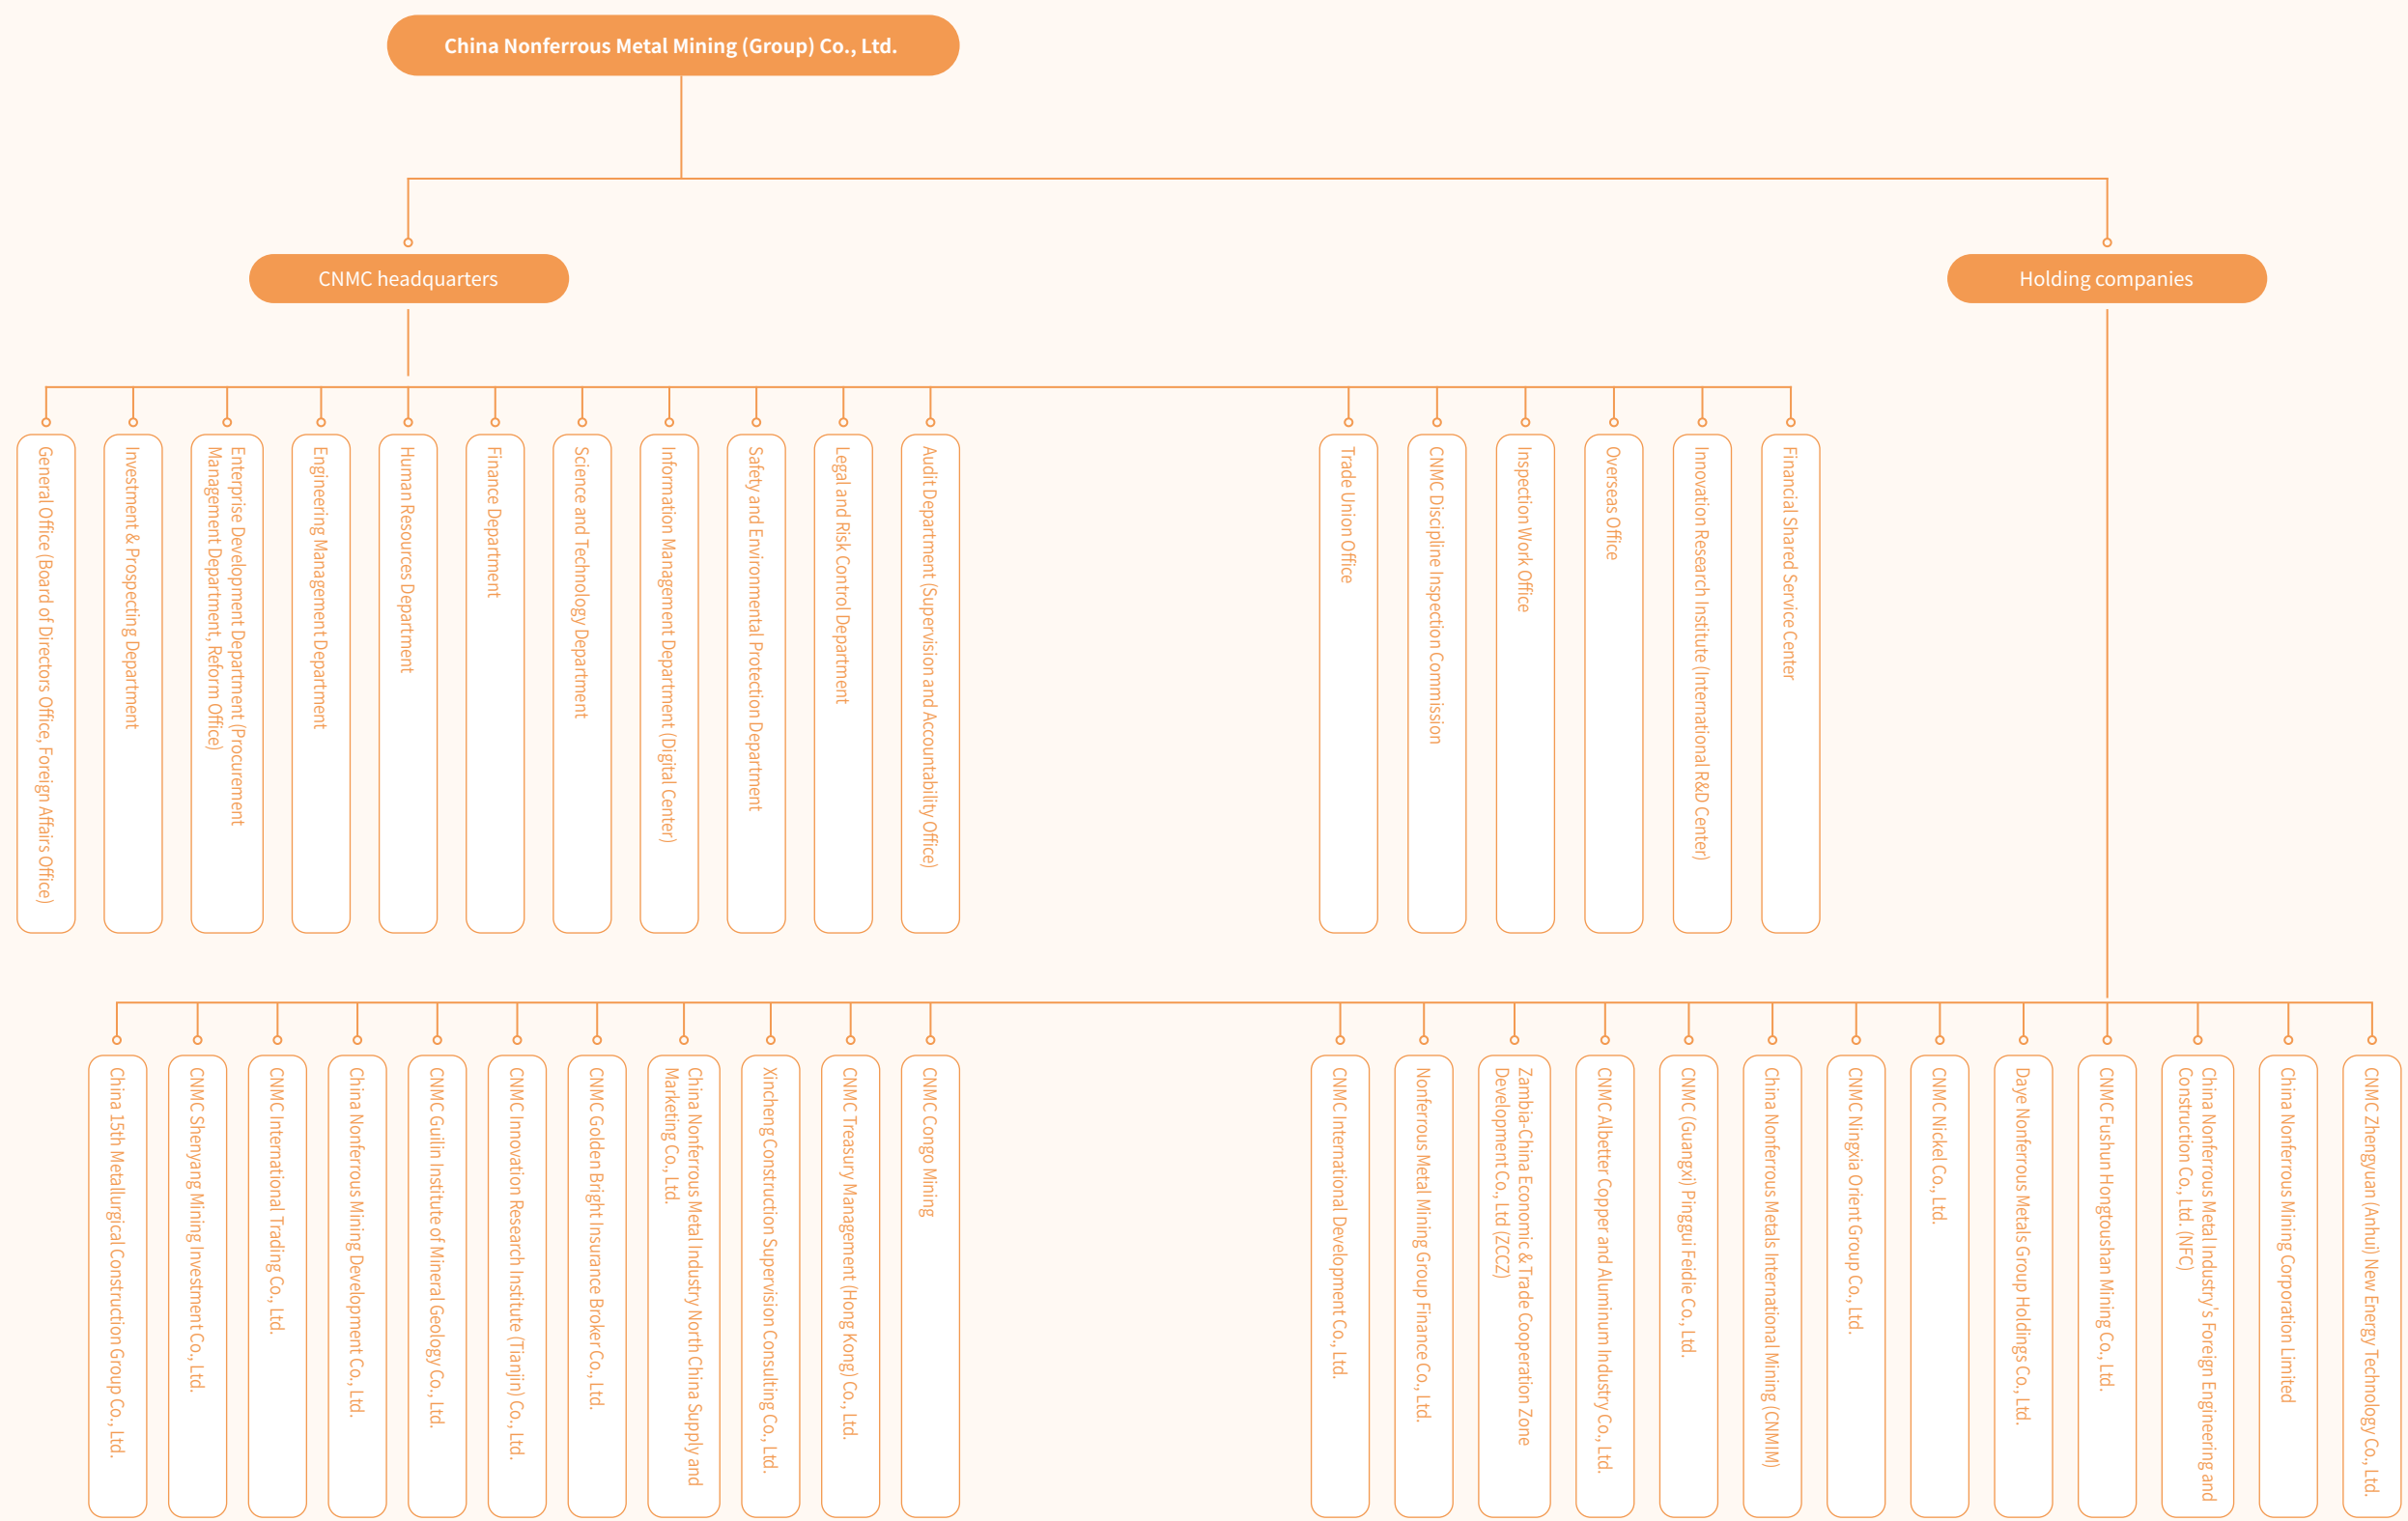 China Nonferrous Metal Mining (Group) Co., Ltd.
CNMC headquarters
Holding companies
General Office (Board of Directors Office, Foreign Affairs Office)
Investment & Prospecting Department
Enterprise Development Department (Procurement
Management Department, Reform Office)
Engineering Management Department
Human Resources Department
Finance Department
Science and Technology Department
Information Management Department (Digital Center)
Safety and Environmental Protection Department
Legal and Risk Control Department
Audit Department (Supervision and Accountability Office)
Trade Union Office
CNMC Discipline Inspection Commission
Inspection Work Office
Overseas Office
Innovation Research Institute (International R&D Center)
Financial Shared Service Center
China 15th Metallurgical Construction Group Co., Ltd.
CNMC Shenyang Mining Investment Co., Ltd.
CNMC International Trading Co., Ltd.
China Nonferrous Mining Development Co., Ltd.
CNMC Guilin Institute of Mineral Geology Co., Ltd.
CNMC Innovation Research Institute (Tianjin) Co., Ltd.
CNMC Golden Bright Insurance Broker Co., Ltd.
China Nonferrous Metal Industry North China Supply and
Marketing Co., Ltd.
Xincheng Construction Supervision Consulting Co., Ltd.
CNMC Treasury Management (Hong Kong) Co., Ltd.
CNMC Congo Mining
CNMC International Development Co., Ltd.
Nonferrous Metal Mining Group Finance Co., Ltd.
Zambia-China Economic & Trade Cooperation Zone
Development Co., Ltd (ZCCZ)
CNMC Albetter Copper and Aluminum Industry Co., Ltd.
CNMC (Guangxi) Pinggui Feidie Co., Ltd.
China Nonferrous Metals International Mining (CNMIM)
CNMC Ningxia Orient Group Co., Ltd.
CNMC Nickel Co., Ltd.
Daye Nonferrous Metals Group Holdings Co., Ltd.
CNMC Fushun Hongtoushan Mining Co., Ltd.
China Nonferrous Metal Industry's Foreign Engineering and
Construction Co., Ltd. (NFC)
China Nonferrous Mining Corporation Limited
CNMC Zhengyuan (Anhui) New Energy Technology Co., Ltd.